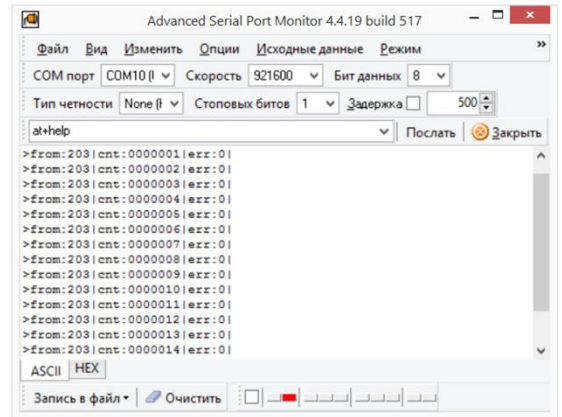 Advanced Serial Port Monitor 4.4.19 build 517
Файл Вид Изменить Опции Исходные данные Режим »
COM порт COM10 (I Скорость 921600 Бит данных 8
Тип четности None (I Стоповых битов 1 Задержка 500
at+help Послать Закрыть
>from:203|cnt:0000001|err:0|
>from:203|cnt:0000002|err:0|
>from:203|cnt:0000003|err:0|
>from:203|cnt:0000004|err:0|
>from:203|cnt:0000005|err:0|
>from:203|cnt:0000006|err:0|
>from:203|cnt:0000007|err:0|
>from:203|cnt:0000008|err:0|
>from:203|cnt:0000009|err:0|
>from:203|cnt:0000010|err:0|
>from:203|cnt:0000011|err:0|
>from:203|cnt:0000012|err:0|
>from:203|cnt:0000013|err:0|
>from:203|cnt:0000014|err:0|
ASCII HEX
Запись в файл Очистить